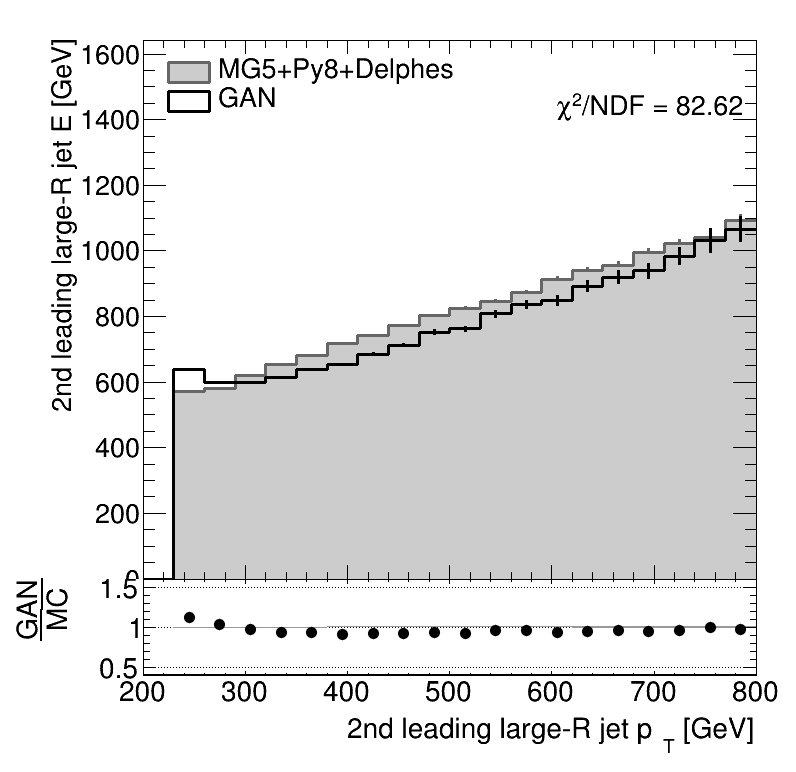 2nd leading large-R jet E [GeV]
1600
1400
1200
1000
800
600
400
200
0
MG5+Py8+Delphes
GAN
χ²/NDF = 82.62
GAN
MC
1.5
1
0.5
200 300 400 500 600 700 800
2nd leading large-R jet p T [GeV]